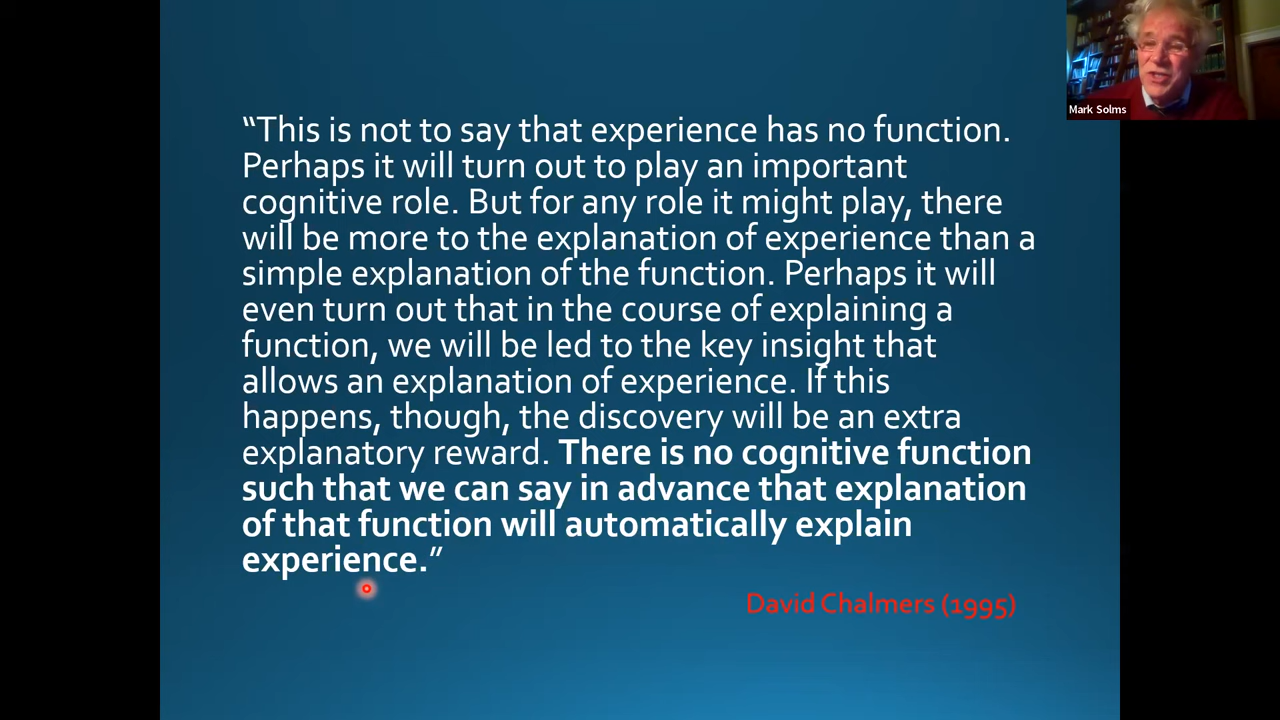 Mark Solms
“This is not to say that experience has no function.
Perhaps it will turn out to play an important
cognitive role. But for any role it might play, there
will be more to the explanation of experience than a
simple explanation of the function. Perhaps it will
even turn out that in the course of explaining a
function, we will be led to the key insight that
allows an explanation of experience. If this
happens, though, the discovery will be an extra
explanatory reward. There is no cognitive function
such that we can say in advance that explanation
of that function will automatically explain
experience.”
David Chalmers (1995)